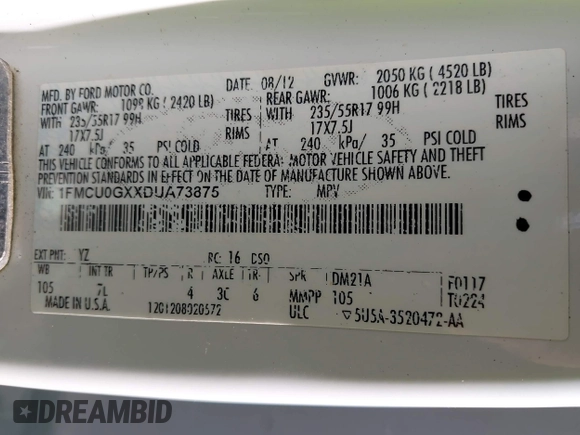 MFD. BY FORD MOTOR CO. DATE: 08/12 GVWR: 2050 KG ( 4520 LB)
FRONT GAWR: 1098 KG ( 2420 LB) REAR GAWR: 1006 KG ( 2218 LB)
WITH 235/55R17 99H TIRES WITH 235/55R17 99H TIRES
17X7.5J RIMS 17X7.5J RIMS
AT 240 kPa/ 35 PSI COLD AT 240 kPa/ 35 PSI COLD
THIS VEHICLE CONFORMS TO ALL APPLICABLE FEDERAL MOTOR VEHICLE SAFETY AND THEFT
PREVENTION STANDARDS IN EFFECT ON THE DATE OF MANUFACTURE SHOWN ABOVE.
VIN: 1FMCU0GXXDUA73875 TYPE: MPV
EXT PNT: YZ RC: 16 DSO:
WB INT TR TP/PS R AXLE TR SPR DM21A F0117
105 7L 4 3C 6 MMPP 105 T0224
MADE IN U.S.A. 1201208020572 ULC 5U5A-3520472-AA
DREAMBID